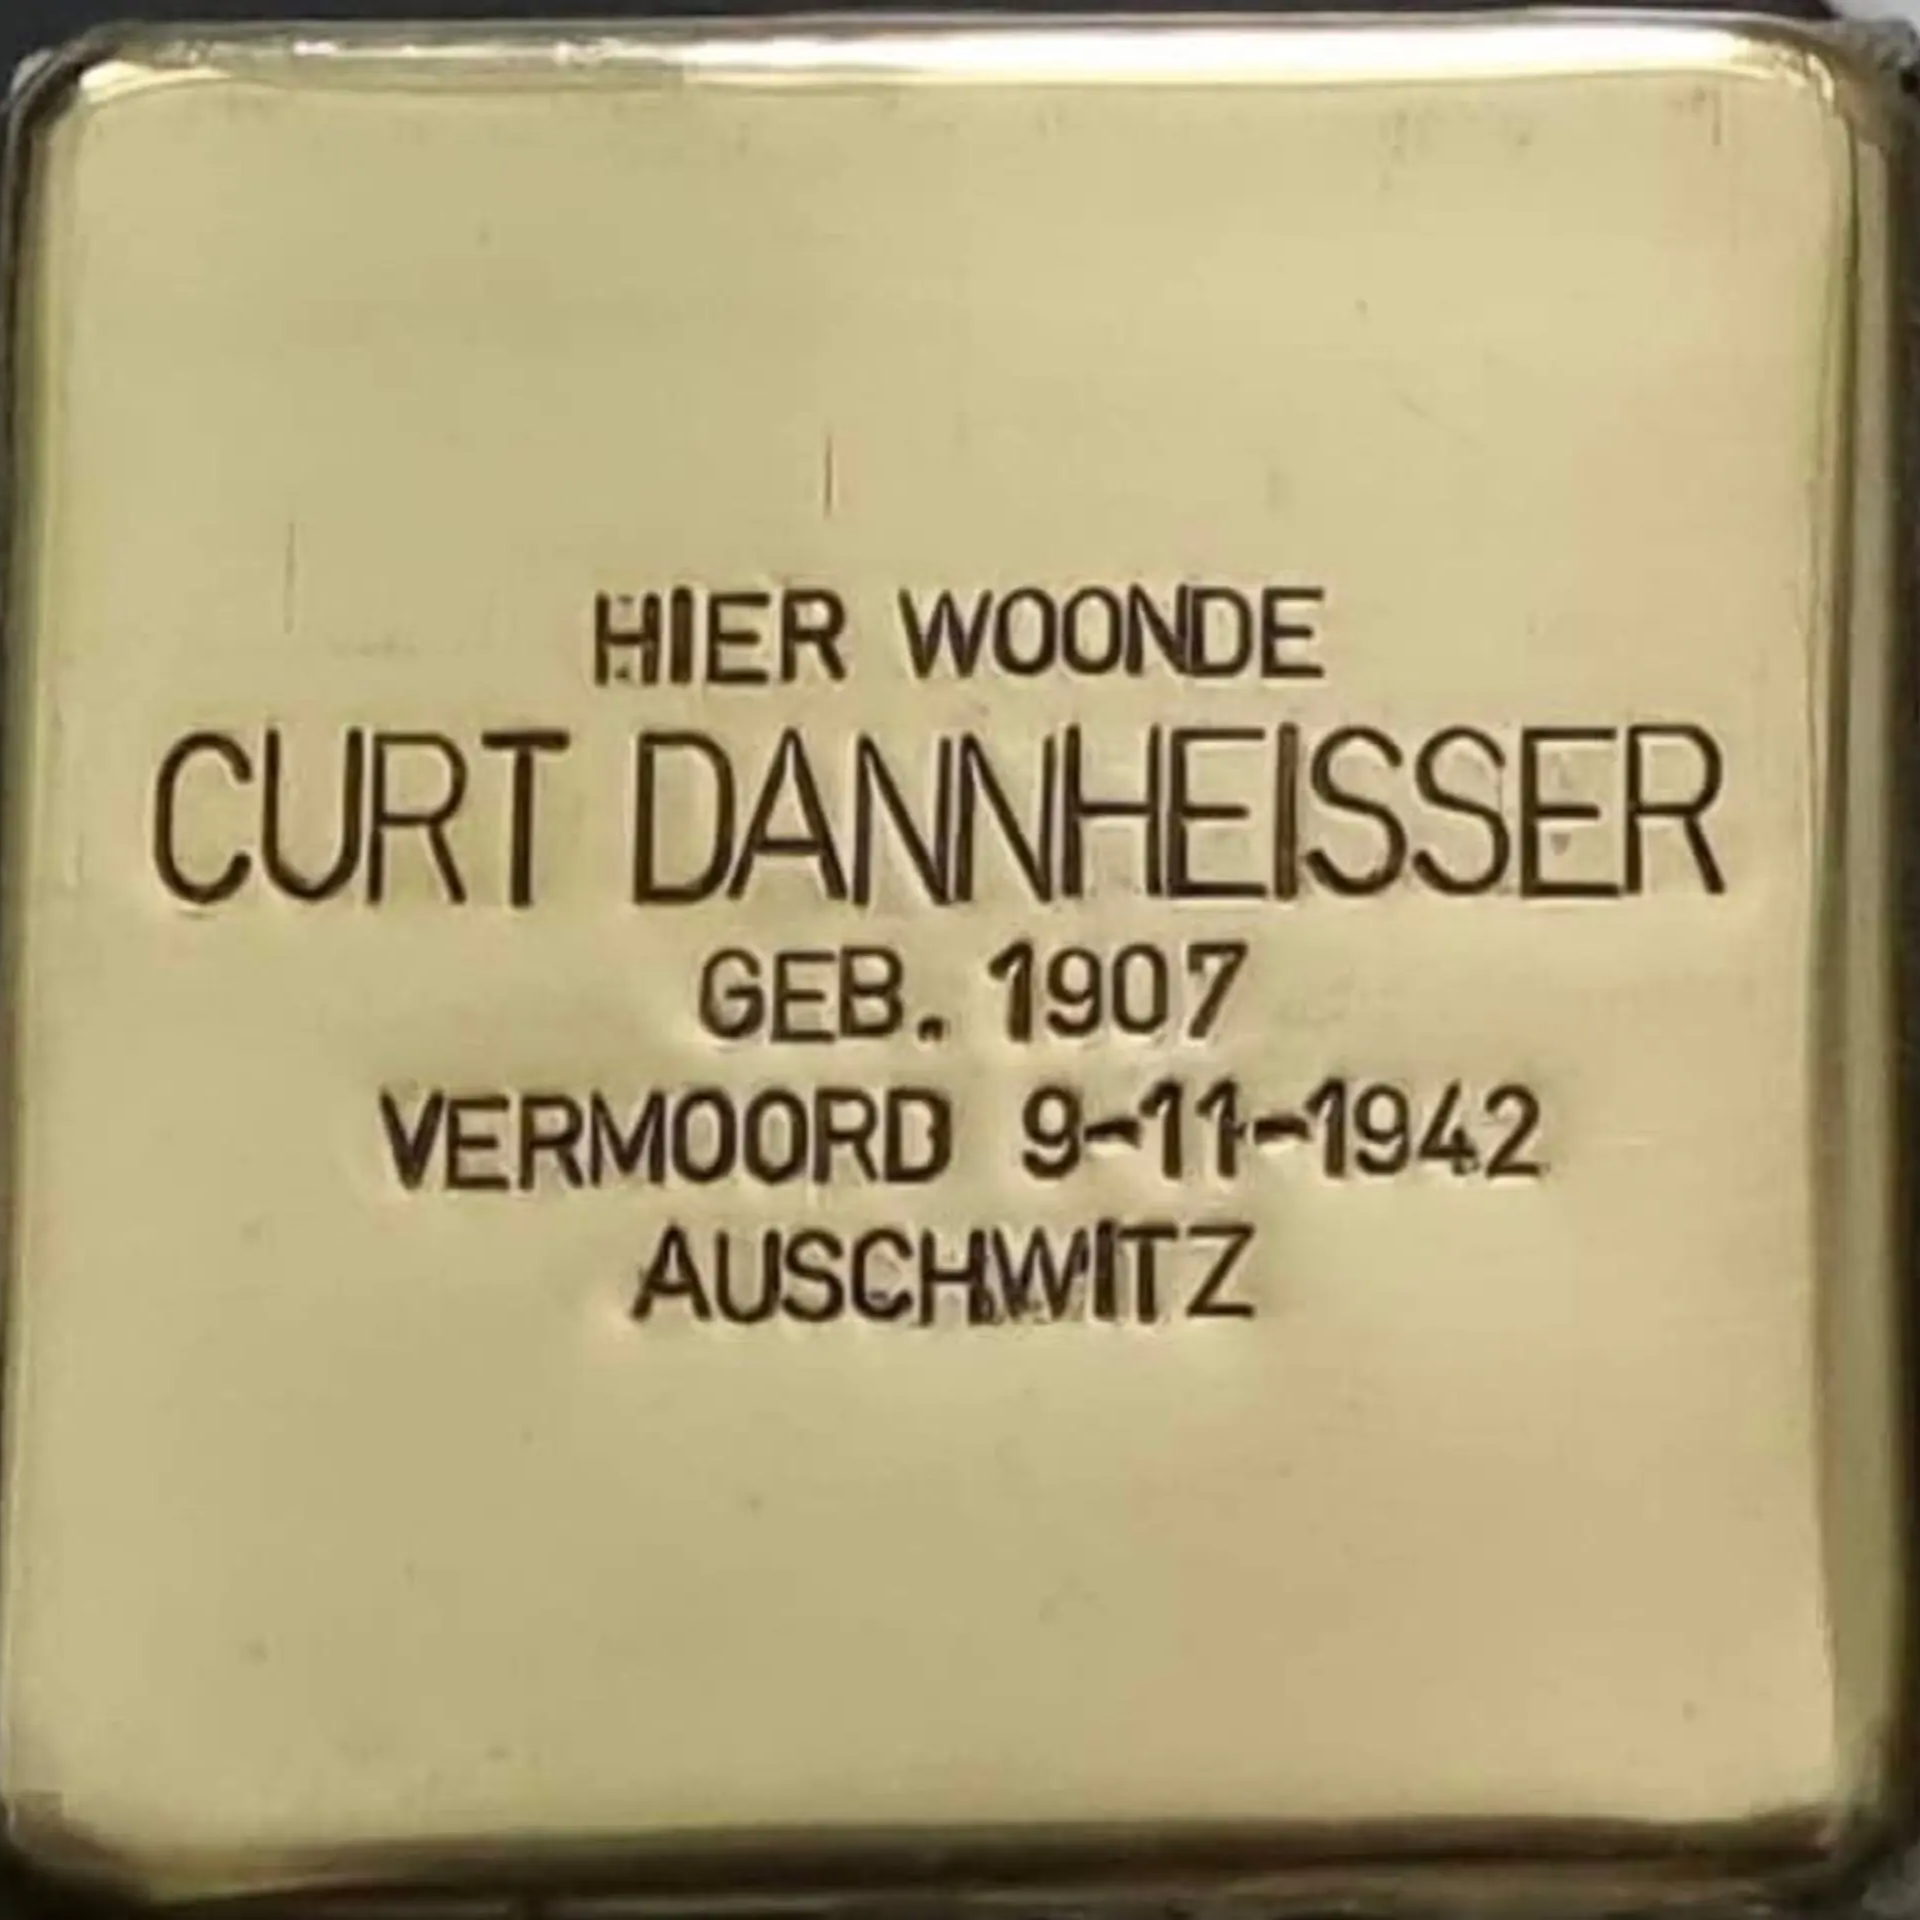 HIER WOONDE
CURT DANNHEISSER
GEB. 1907
VERMOORD 9-11-1942
AUSCHWITZ